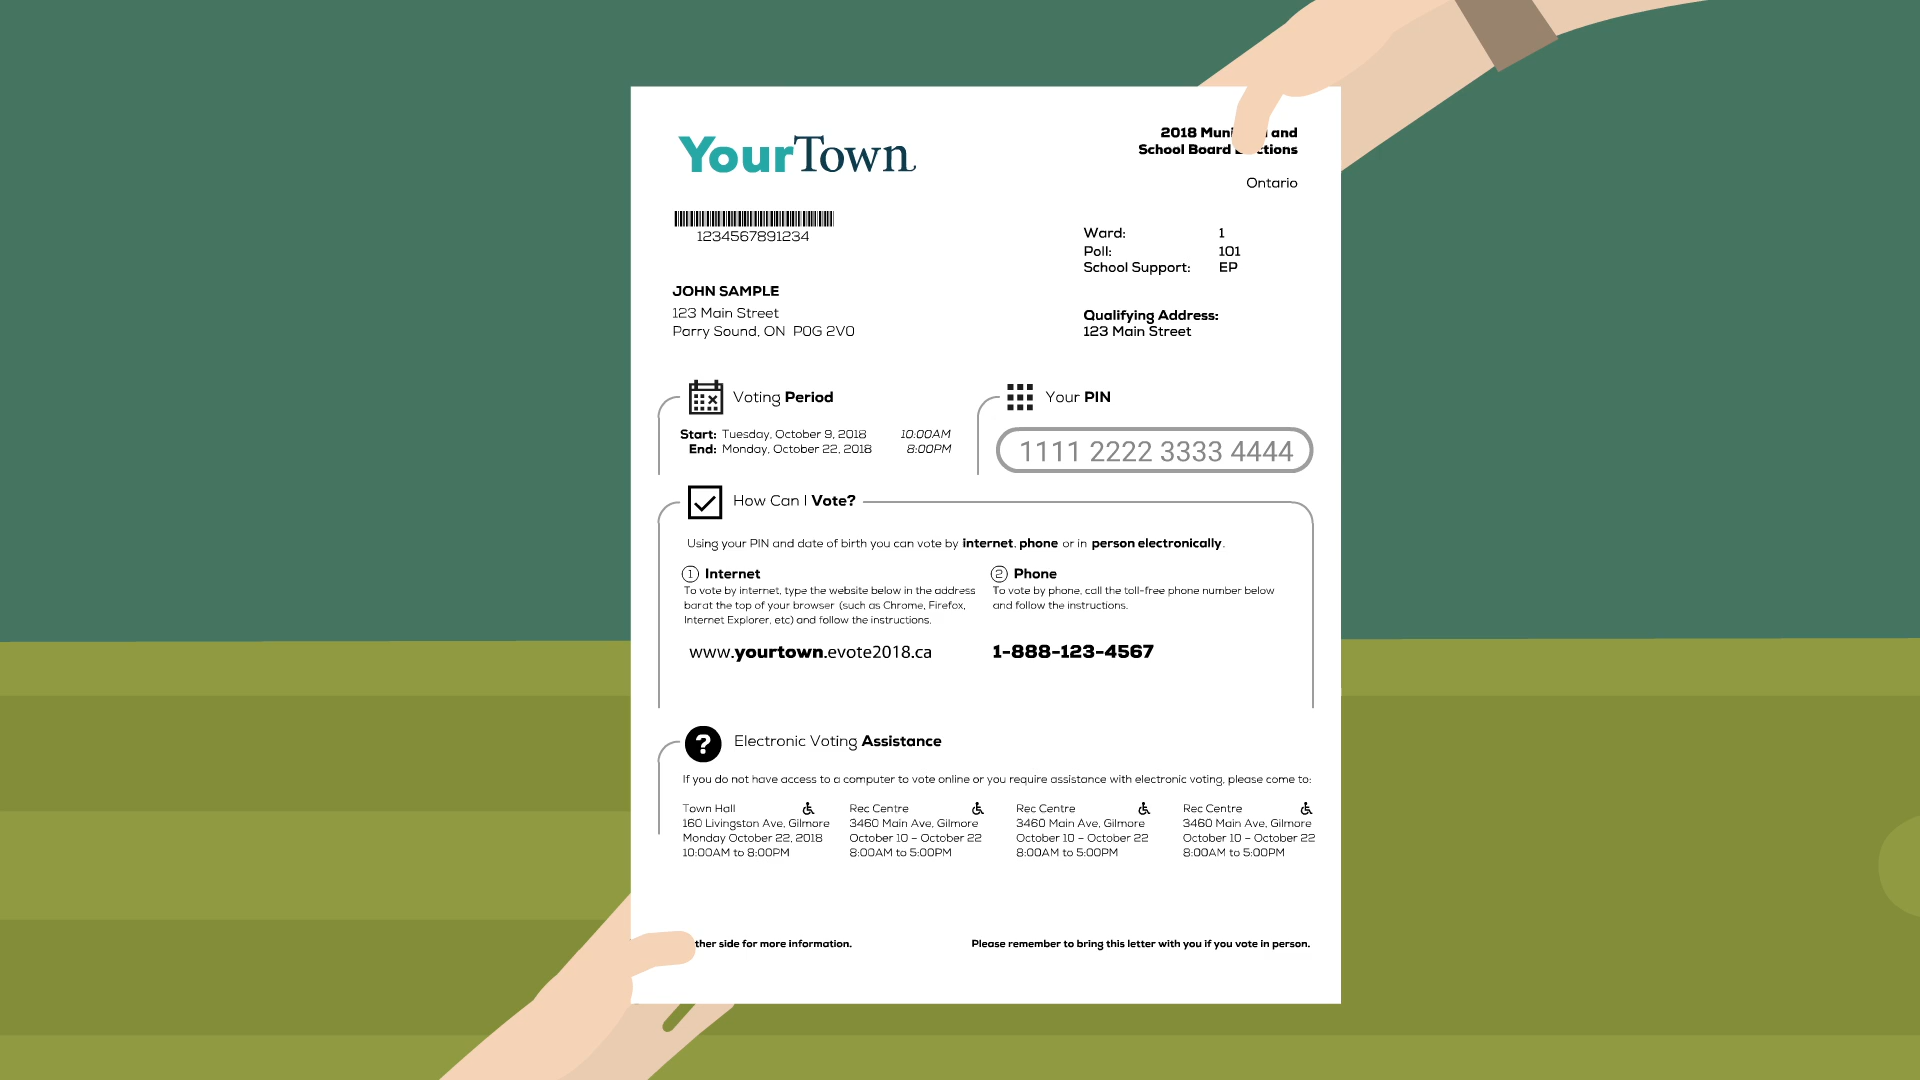 YourTown
2018 Muni and
School Board ctions
Ontario
1234567891234
Ward: 1
Poll: 101
School Support: EP
JOHN SAMPLE
123 Main Street
Parry Sound, ON P0G 2V0
Qualifying Address:
123 Main Street
Voting Period
Start: Tuesday, October 9, 2018 10:00AM
End: Monday, October 22, 2018 8:00PM
Your PIN
1111 2222 3333 4444
How Can I Vote?
Using your PIN and date of birth you can vote by internet, phone or in person electronically.
1 Internet
To vote by internet, type the website below in the address
barat the top of your browser (such as Chrome, Firefox,
Internet Explorer, etc) and follow the instructions.
www.yourtown.evote2018.ca
2 Phone
To vote by phone, call the toll-free phone number below
and follow the instructions.
1-888-123-4567
? Electronic Voting Assistance
If you do not have access to a computer to vote online or you require assistance with electronic voting, please come to:
Town Hall
160 Livingston Ave, Gilmore
Monday October 22, 2018
10:00AM to 8:00PM
Rec Centre
3460 Main Ave, Gilmore
October 10 – October 22
8:00AM to 5:00PM
Rec Centre
3460 Main Ave, Gilmore
October 10 – October 22
8:00AM to 5:00PM
Rec Centre
3460 Main Ave, Gilmore
October 10 – October 22
8:00AM to 5:00PM
ther side for more information.
Please remember to bring this letter with you if you vote in person.